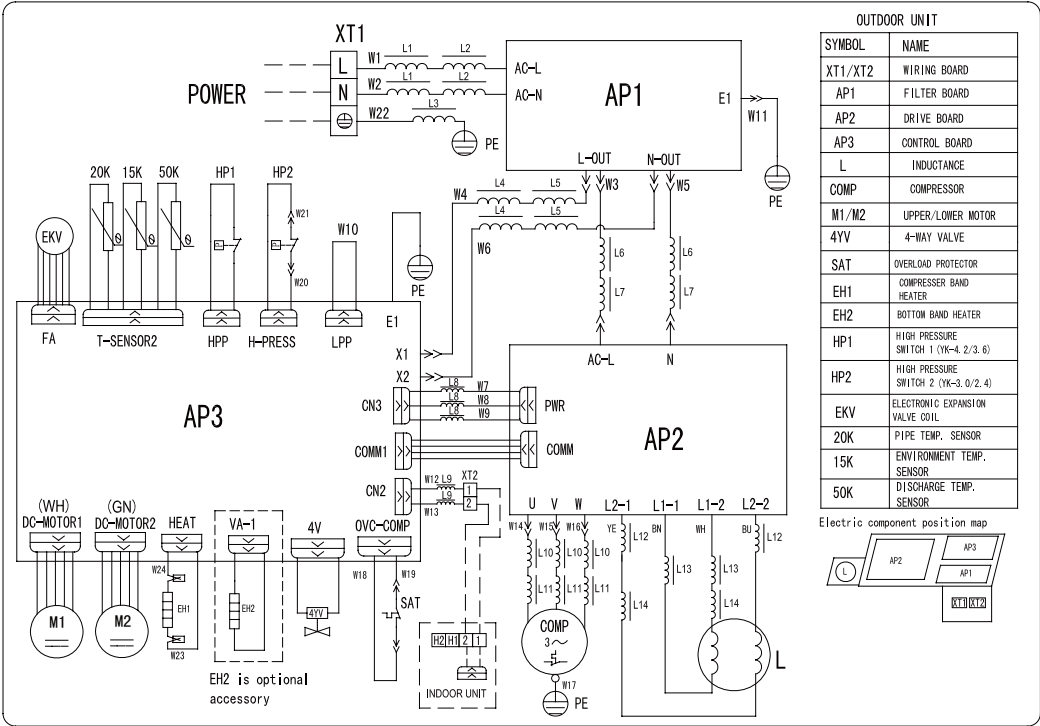 XT1
POWER
L
N
W1
L1
L2
AC-L
W2
L1
L2
AC-N
W22
L3
PE
AP1
E1
W11
PE
L-OUT
N-OUT
W3
W5
W4
L4
L5
L4
L5
W6
L6
L7
L6
L7
20K
15K
50K
HP1
HP2
W21
W20
W10
EKV
θ
θ
θ
P
P
PE
FA
T-SENSOR2
HPP
H-PRESS
LPP
E1
X1
X2
AP3
CN3
L8
W7
L8
W8
L8
W9
PWR
COMM1
COMM
CN2
W12
L9
L9
W13
XT2
1
2
AC-L
N
AP2
U
V
W
L2-1
L1-1
L1-2
L2-2
(WH)
DC-MOTOR1
(GN)
DC-MOTOR2
HEAT
VA-1
4V
OVC-COMP
W24
EH1
W23
EH2
4YV
W18
W19
SAT
M1
M2
EH2 is optional
accessory
H2
H1
2
1
INDOOR UNIT
W14
W15
W16
L10
L10
L10
L11
L11
L11
COMP
3~
W17
PE
YE
L12
BN
L13
WH
L13
BU
L12
L14
L14
L
OUTDOOR UNIT
SYMBOL NAME
XT1/XT2 WIRING BOARD
AP1 FILTER BOARD
AP2 DRIVE BOARD
AP3 CONTROL BOARD
L INDUCTANCE
COMP COMPRESSOR
M1/M2 UPPER/LOWER MOTOR
4YV 4-WAY VALVE
SAT OVERLOAD PROTECTOR
EH1 COMPRESSER BAND
HEATER
EH2 BOTTOM BAND HEATER
HP1 HIGH PRESSURE
SWITCH 1 (YK-4.2/3.6)
HP2 HIGH PRESSURE
SWITCH 2 (YK-3.0/2.4)
EKV ELECTRONIC EXPANSION
VALVE COIL
20K PIPE TEMP. SENSOR
15K ENVIRONMENT TEMP.
SENSOR
50K DISCHARGE TEMP.
SENSOR
Electric component position map
L
AP2
AP3
AP1
XT1 XT2